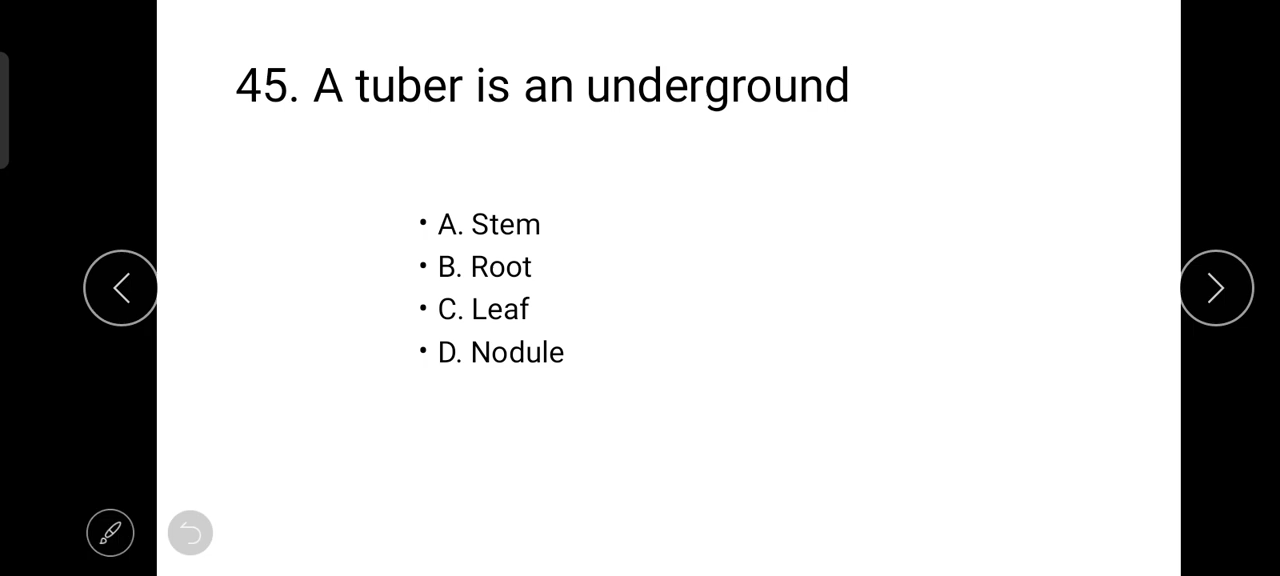 45. A tuber is an underground
• A. Stem
• B. Root
• C. Leaf
• D. Nodule